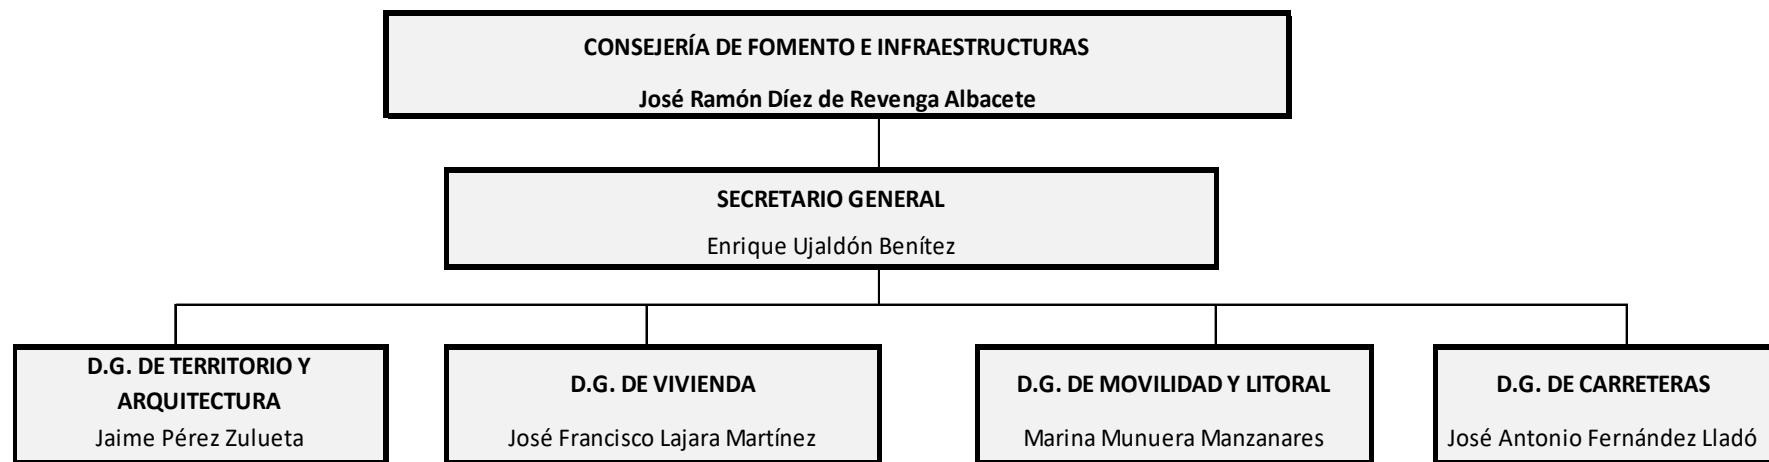 CONSEJERÍA DE FOMENTO E INFRAESTRUCTURAS
José Ramón Díez de Revenga Albacete
SECRETARIO GENERAL
Enrique Ujaldón Benítez
D.G. DE TERRITORIO Y
ARQUITECTURA
Jaime Pérez Zulueta
D.G. DE VIVIENDA
José Francisco Lajara Martínez
D.G. DE MOVILIDAD Y LITORAL
Marina Munuera Manzanares
D.G. DE CARRETERAS
José Antonio Fernández Lladó